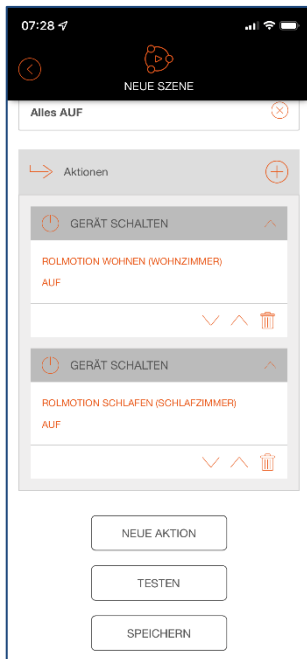 07:28
NEUE SZENE
Alles AUF
Aktionen
GERÄT SCHALTEN
ROLMOTION WOHNEN (WOHNZIMMER)
AUF
GERÄT SCHALTEN
ROLMOTION SCHLAFEN (SCHLAFZIMMER)
AUF
NEUE AKTION
TESTEN
SPEICHERN